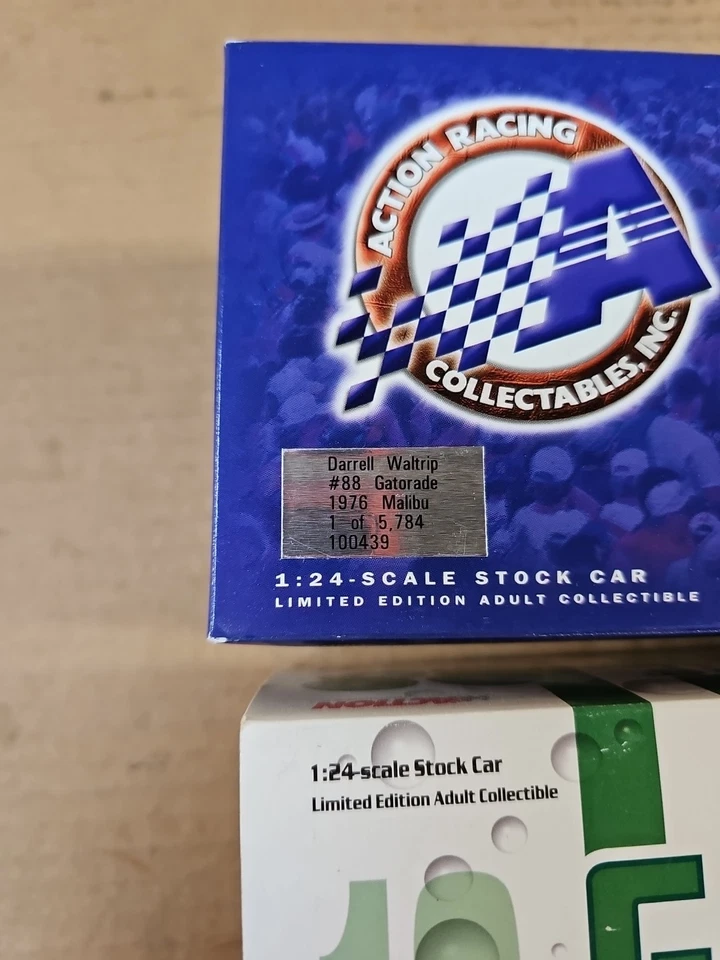 ACTION RACING
COLLECTABLES, INC.
Darrell Waltrip
#88 Gatorade
1976 Malibu
1 of 5,784
100439
1:24-SCALE STOCK CAR
LIMITED EDITION ADULT COLLECTIBLE
ACTION
1:24-scale Stock Car
Limited Edition Adult Collectible